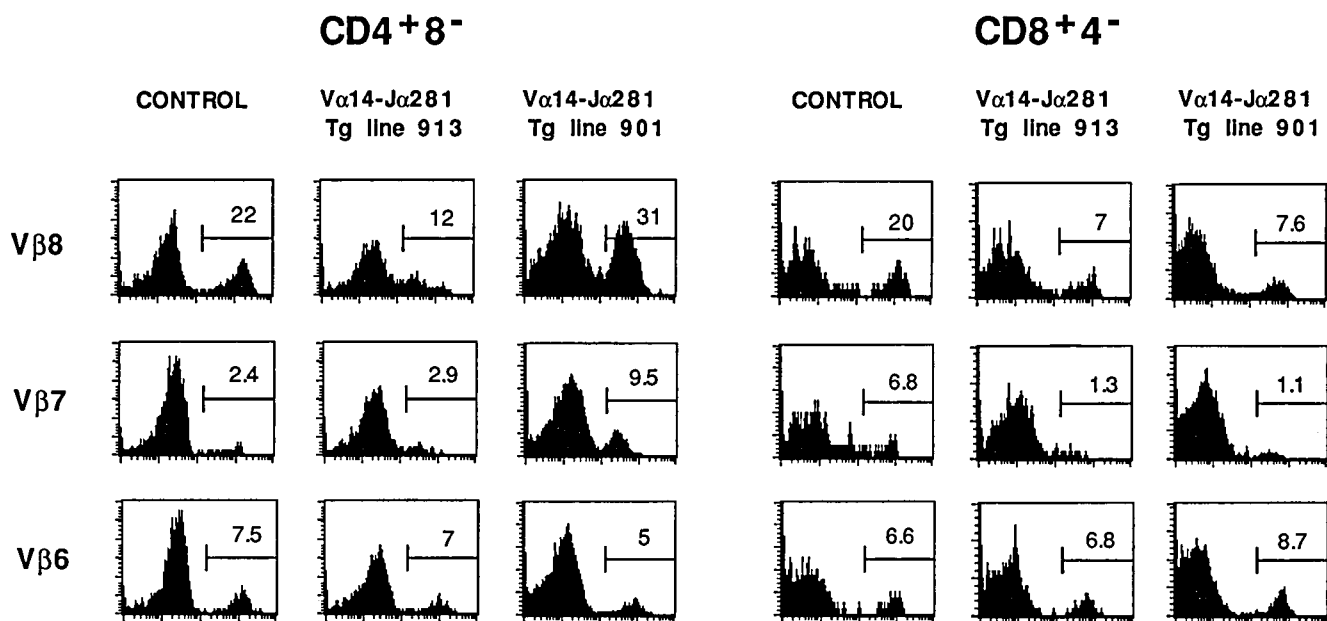 CD4⁺8⁻ CD8⁺4⁻
CONTROL Vα14-Jα281 Tg line 913 Vα14-Jα281 Tg line 901 CONTROL Vα14-Jα281 Tg line 913 Vα14-Jα281 Tg line 901
Vβ8 22 12 31 20 7 7.6
Vβ7 2.4 2.9 9.5 6.8 1.3 1.1
Vβ6 7.5 7 5 6.6 6.8 8.7